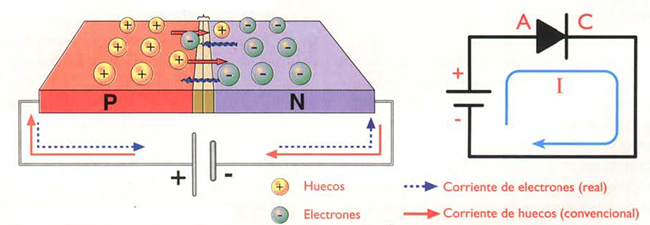 A C
P N
I
+ -
+ -
Huecos
Corriente de electrones (real)
Electrones
Corriente de huecos (convencional)